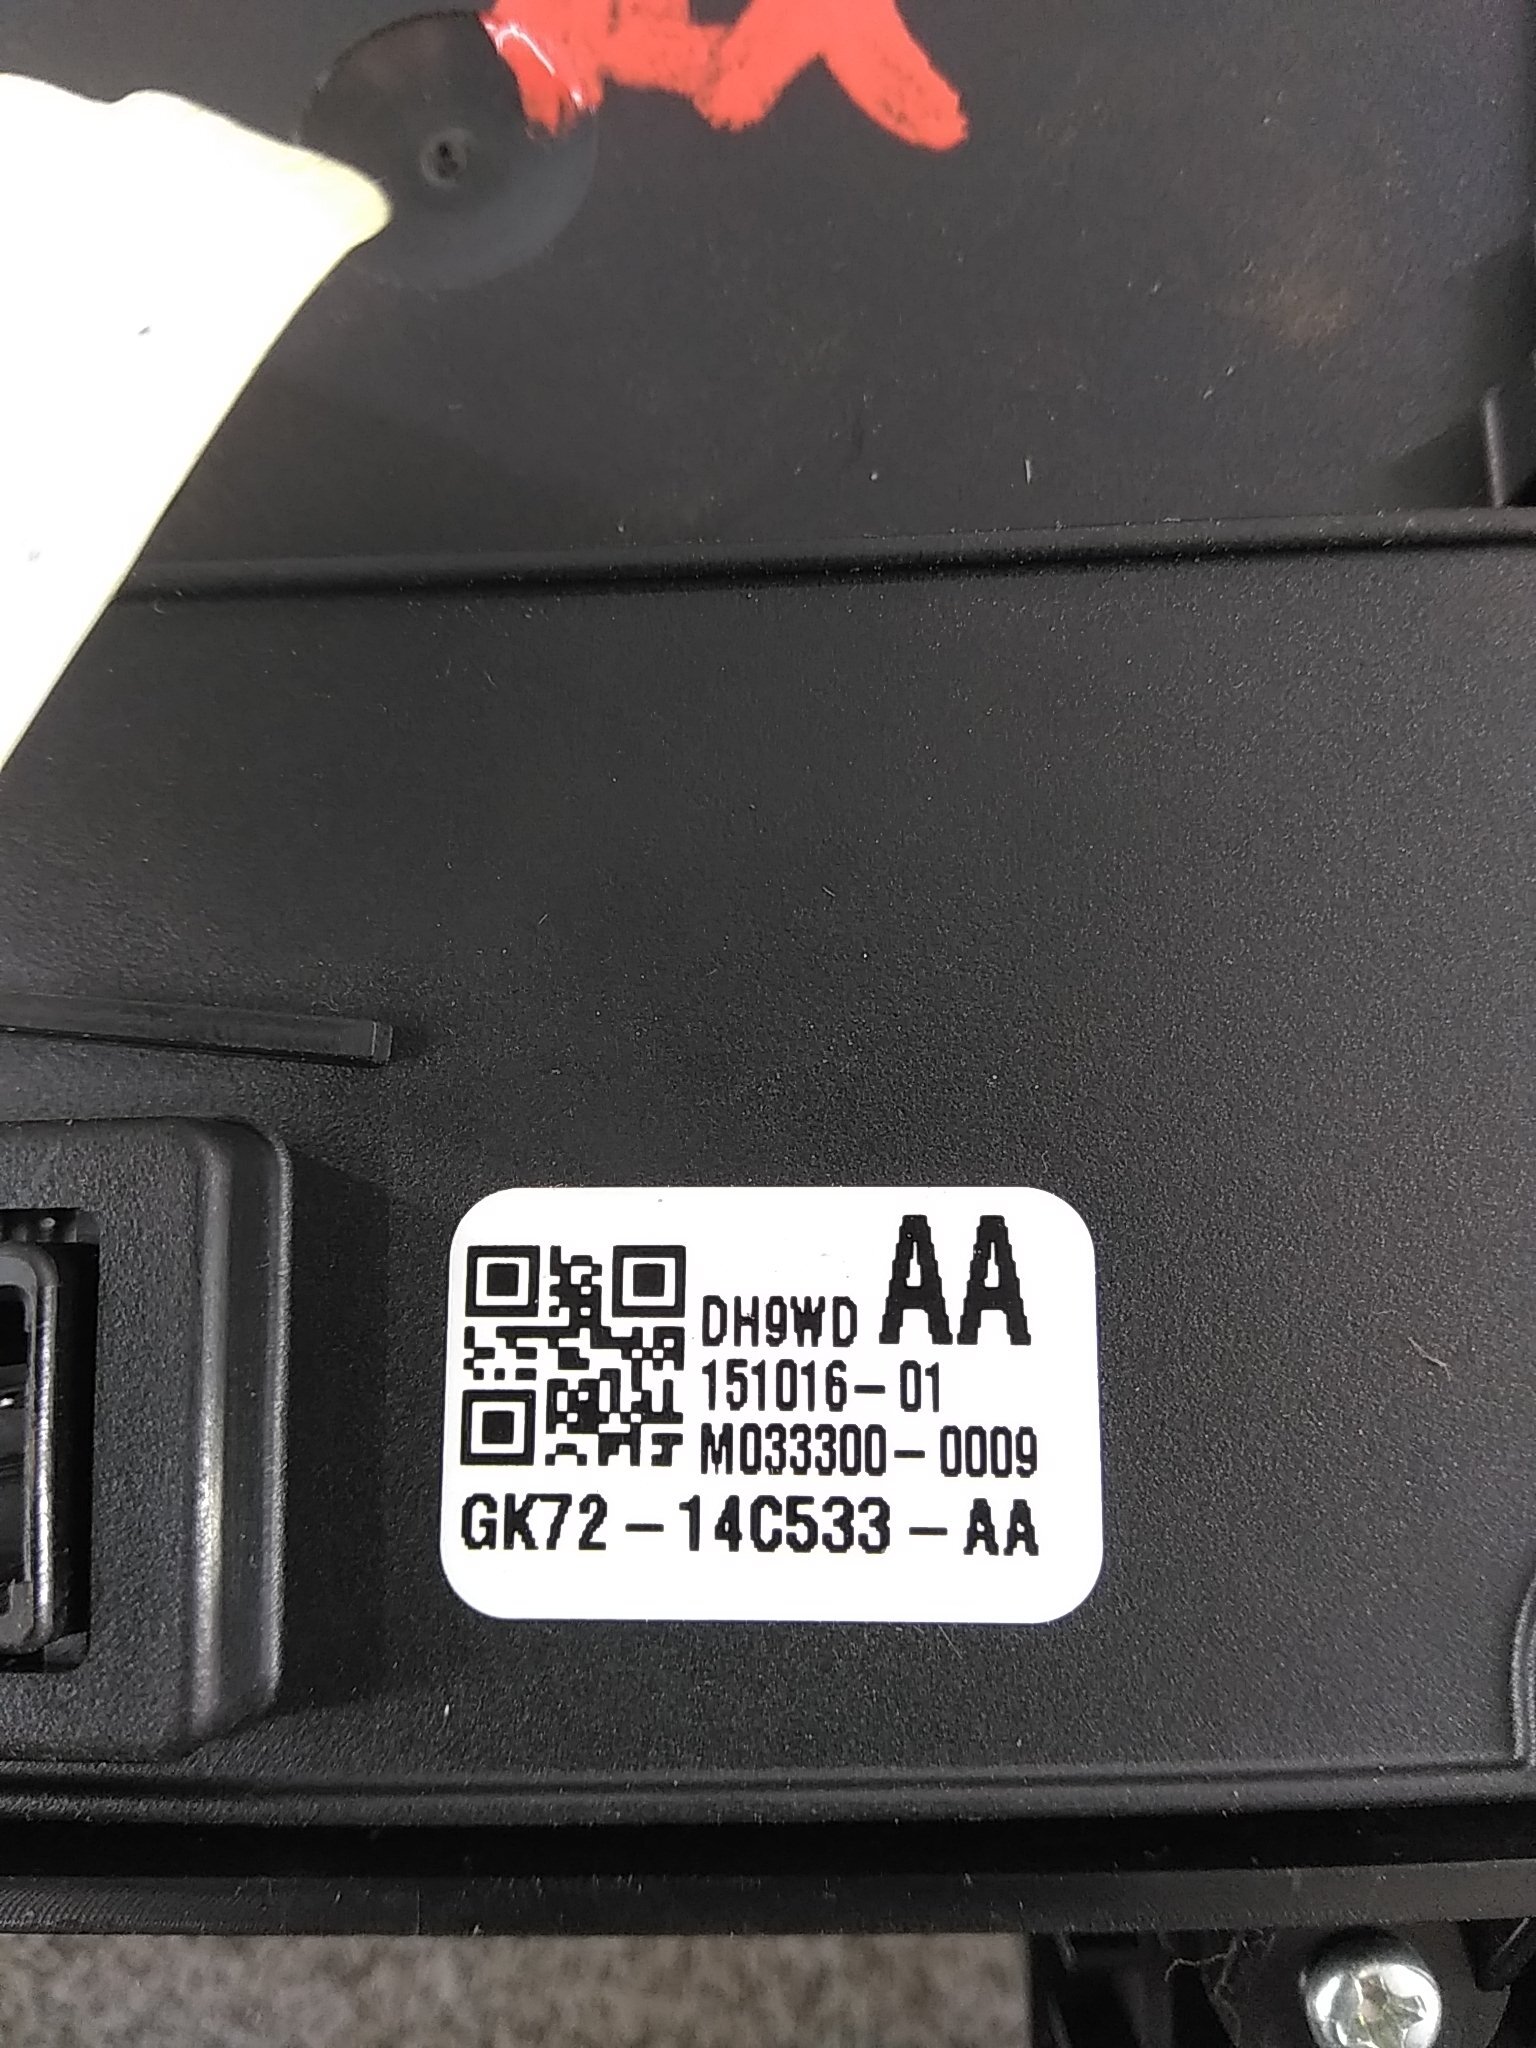 DH9WD AA
151016-01
M033300-0009
GK72-14C533-AA